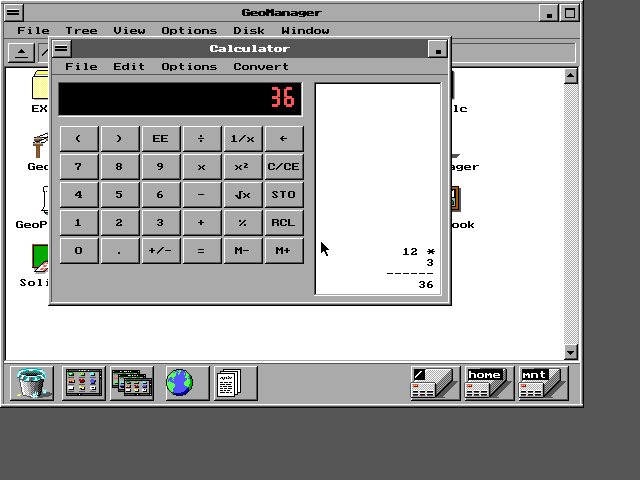 GeoManager
File Tree View Options Disk Window
Calculator
File Edit Options Convert
36
( ) EE ÷ 1/x ←
7 8 9 x x² C/CE
4 5 6 - √x STO
1 2 3 + % RCL
0 . +/- = M- M+
12 *
3
------
36
EX
lc
Geo
ager
GeoP
ook
Soli
home
mnt